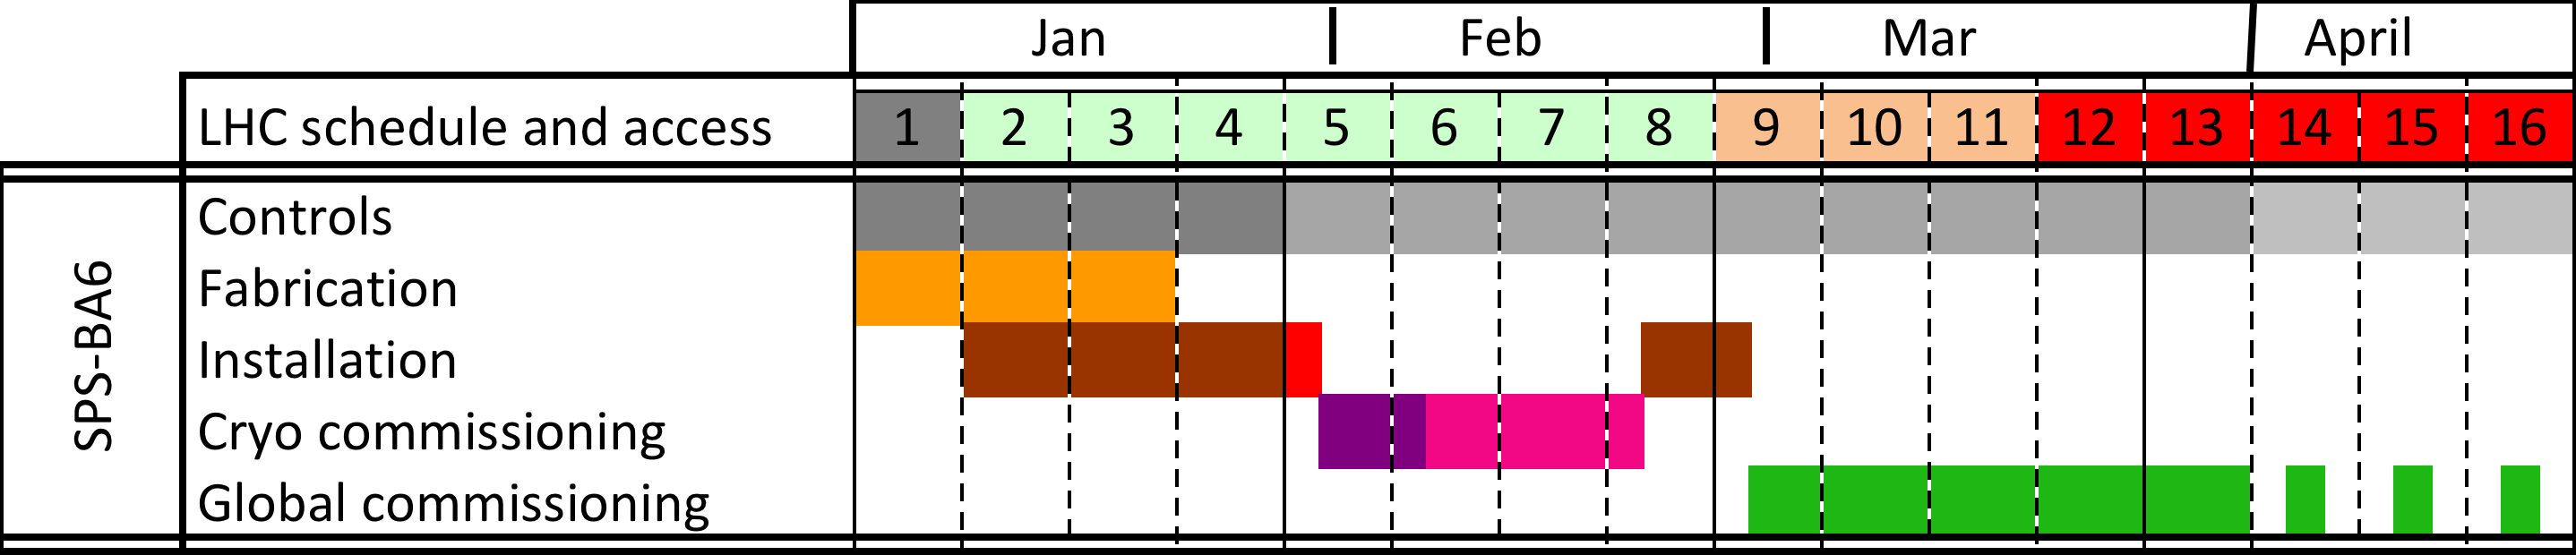 Jan Feb Mar April
LHC schedule and access 1 2 3 4 5 6 7 8 9 10 11 12 13 14 15 16
SPS-BA6
Controls
Fabrication
Installation
Cryo commissioning
Global commissioning